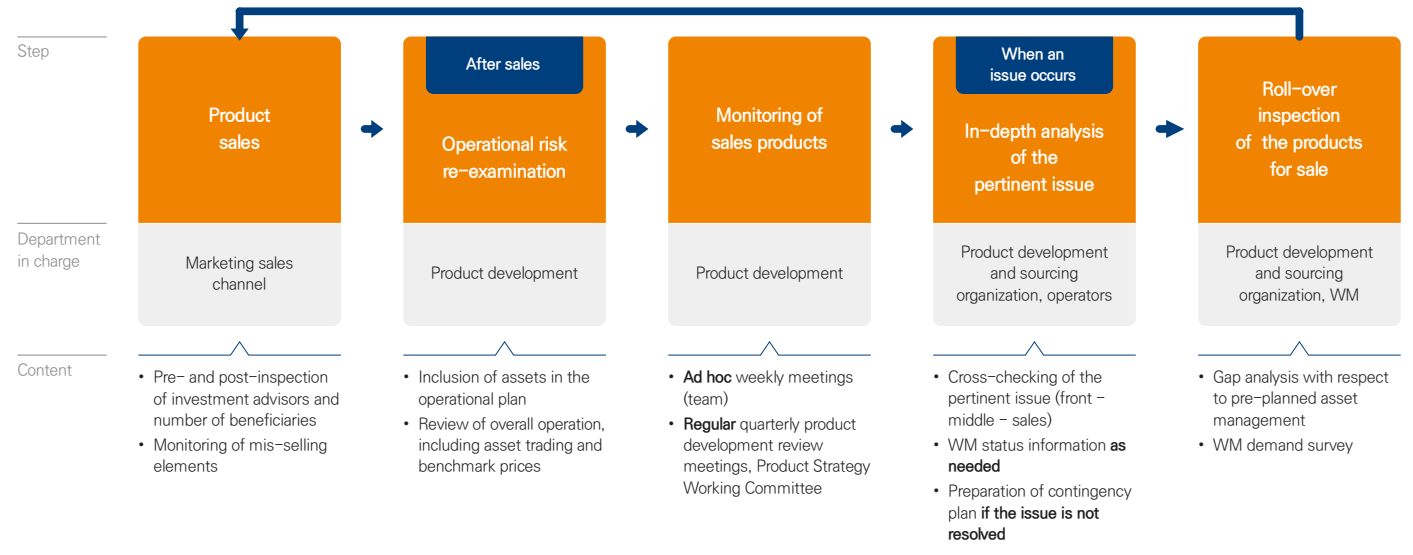 Step
Product
sales
After sales
Operational risk
re-examination
Monitoring of
sales products
When an
issue occurs
In-depth analysis
of the
pertinent issue
Roll-over
inspection
of the products
for sale
Department
in charge
Marketing sales
channel
Product development
Product development
Product development
and sourcing
organization, operators
Product development
and sourcing
organization, WM
Content
• Pre- and post-inspection
of investment advisors and
number of beneficiaries
• Monitoring of mis-selling
elements
• Inclusion of assets in the
operational plan
• Review of overall operation,
including asset trading and
benchmark prices
• Ad hoc weekly meetings
(team)
• Regular quarterly product
development review
meetings, Product Strategy
Working Committee
• Cross-checking of the
pertinent issue (front -
middle - sales)
• WM status information as
needed
• Preparation of contingency
plan if the issue is not
resolved
• Gap analysis with respect
to pre-planned asset
management
• WM demand survey